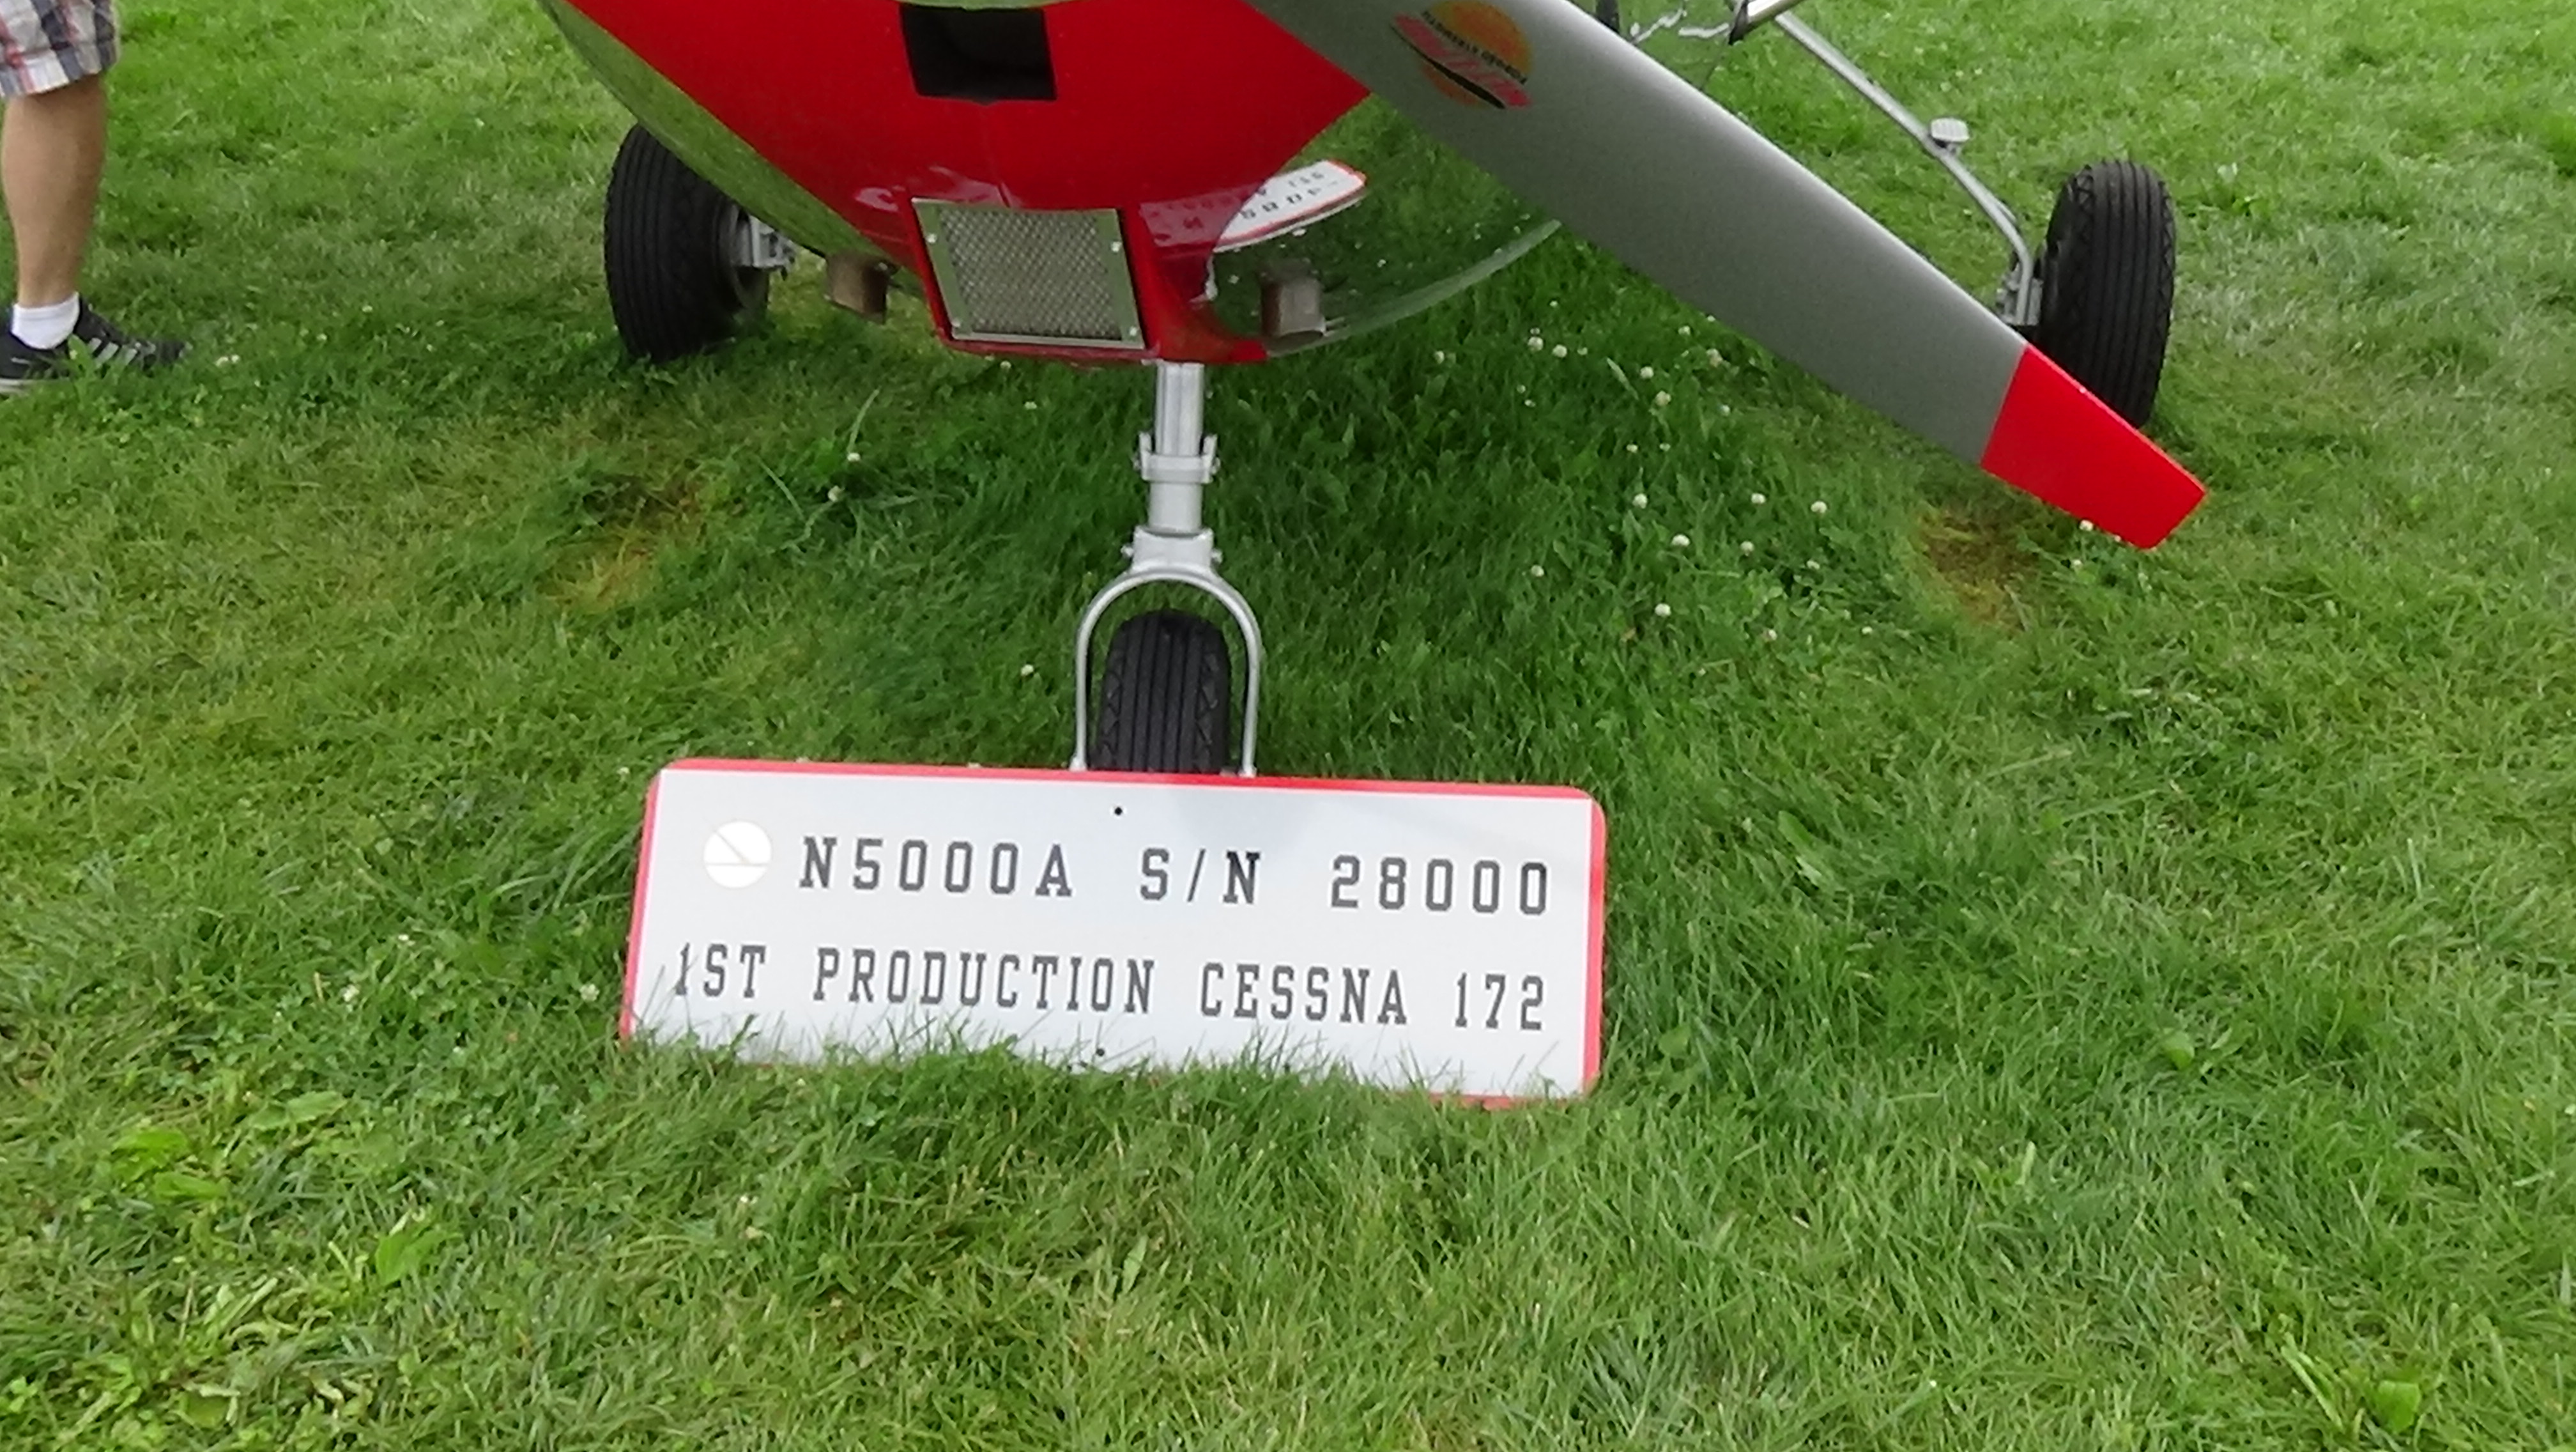 N5000A S/N 28000
1ST PRODUCTION CESSNA 172